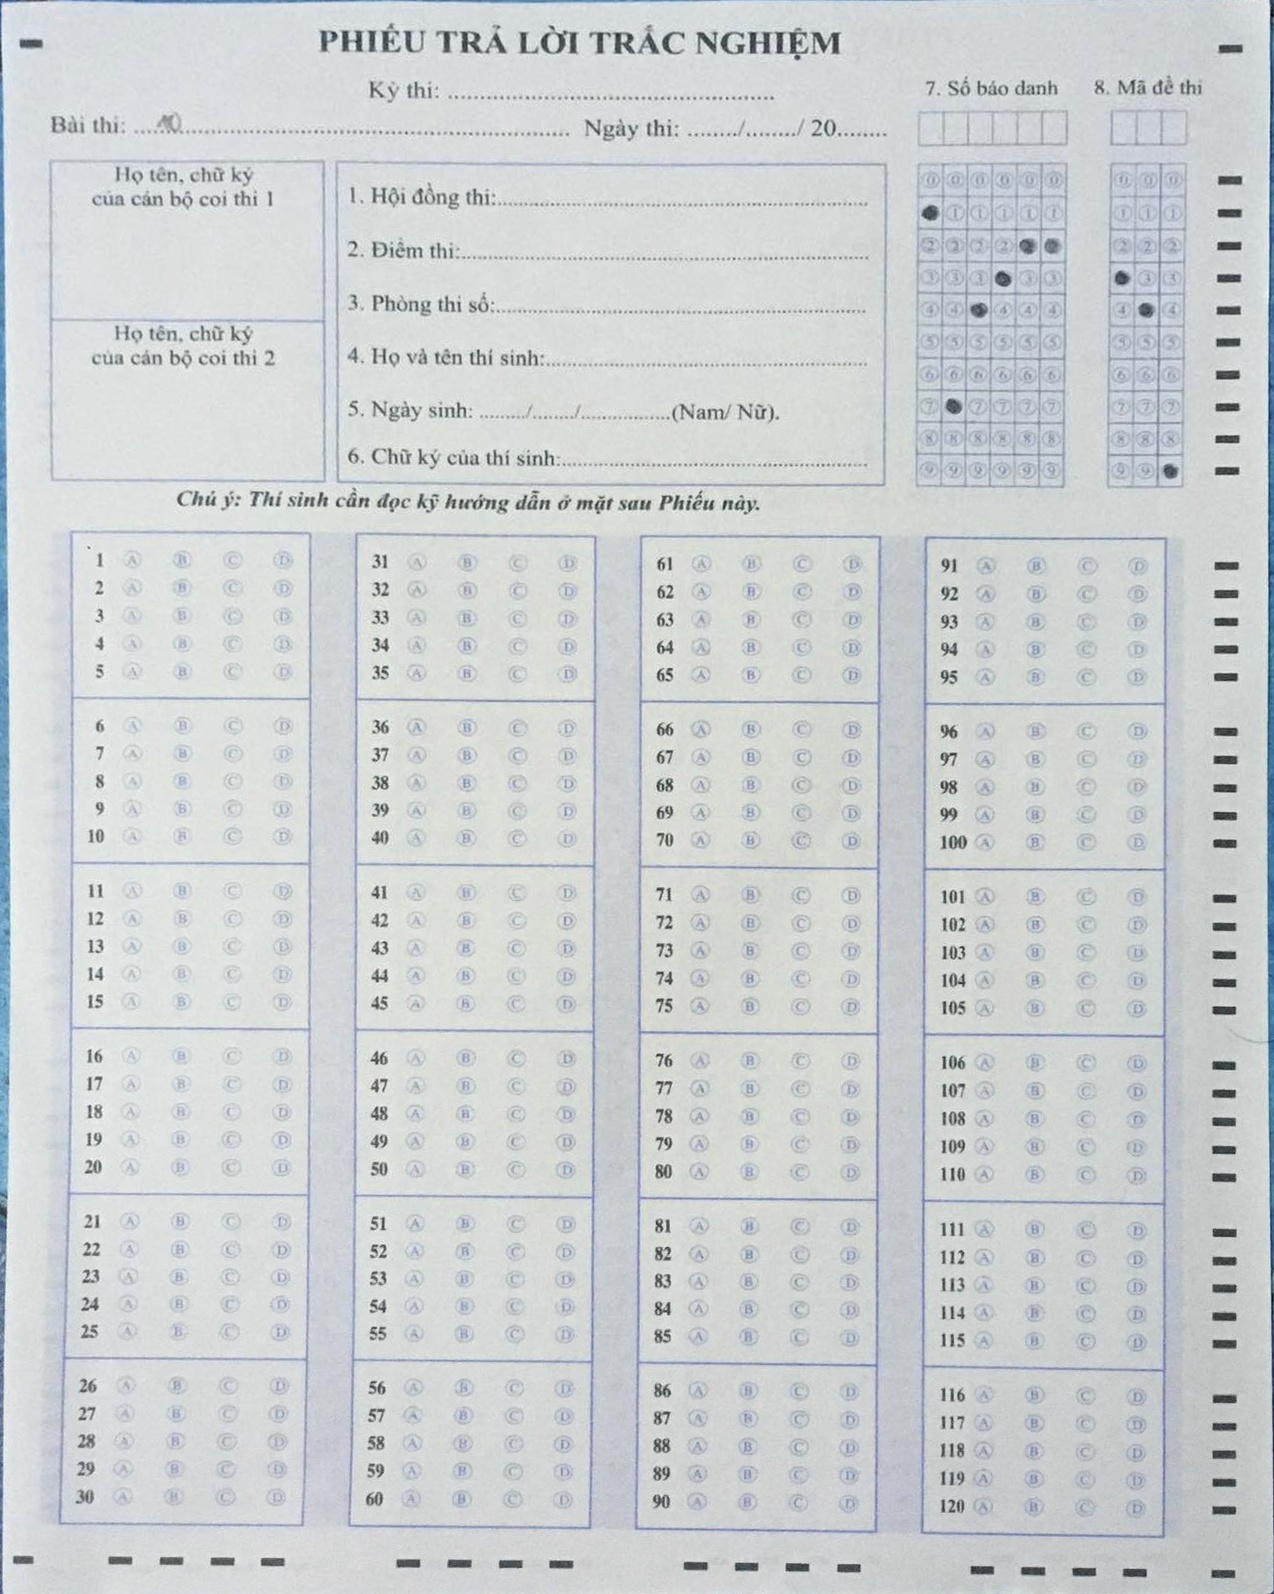 PHIẾU TRẢ LỜI TRẮC NGHIỆM
Kỳ thi: ................................................
Bài thi: ....10......................................................... Ngày thi: ......../......../ 20........
7. Số báo danh
8. Mã đề thi
Họ tên, chữ ký
của cán bộ coi thi 1
Họ tên, chữ ký
của cán bộ coi thi 2
1. Hội đồng thi:......................................................
2. Điểm thi:............................................................
3. Phòng thi số:......................................................
4. Họ và tên thí sinh:..............................................
5. Ngày sinh: ......../......../................(Nam/ Nữ).
6. Chữ ký của thí sinh:............................................
0 0 0 0 0 0 0 0 0
1 1 1 1 1 1 1 1
2 2 2 2 2 2 2
3 3 3 3 3 3 3
4 4 4 4 4 4 4
5 5 5 5 5 5 5 5 5
6 6 6 6 6 6 6 6 6
7 7 7 7 7 7 7 7
8 8 8 8 8 8 8 8 8
9 9 9 9 9 9 9 9
Chú ý: Thí sinh cần đọc kỹ hướng dẫn ở mặt sau Phiếu này.
1 A B C D
2 A B C D
3 A B C D
4 A B C D
5 A B C D
6 A B C D
7 A B C D
8 A B C D
9 A B C D
10 A B C D
11 A B C D
12 A B C D
13 A B C D
14 A B C D
15 A B C D
16 A B C D
17 A B C D
18 A B C D
19 A B C D
20 A B C D
21 A B C D
22 A B C D
23 A B C D
24 A B C D
25 A B C D
26 A B C D
27 A B C D
28 A B C D
29 A B C D
30 A B C D
31 A B C D
32 A B C D
33 A B C D
34 A B C D
35 A B C D
36 A B C D
37 A B C D
38 A B C D
39 A B C D
40 A B C D
41 A B C D
42 A B C D
43 A B C D
44 A B C D
45 A B C D
46 A B C D
47 A B C D
48 A B C D
49 A B C D
50 A B C D
51 A B C D
52 A B C D
53 A B C D
54 A B C D
55 A B C D
56 A B C D
57 A B C D
58 A B C D
59 A B C D
60 A B C D
61 A B C D
62 A B C D
63 A B C D
64 A B C D
65 A B C D
66 A B C D
67 A B C D
68 A B C D
69 A B C D
70 A B C D
71 A B C D
72 A B C D
73 A B C D
74 A B C D
75 A B C D
76 A B C D
77 A B C D
78 A B C D
79 A B C D
80 A B C D
81 A B C D
82 A B C D
83 A B C D
84 A B C D
85 A B C D
86 A B C D
87 A B C D
88 A B C D
89 A B C D
90 A B C D
91 A B C D
92 A B C D
93 A B C D
94 A B C D
95 A B C D
96 A B C D
97 A B C D
98 A B C D
99 A B C D
100 A B C D
101 A B C D
102 A B C D
103 A B C D
104 A B C D
105 A B C D
106 A B C D
107 A B C D
108 A B C D
109 A B C D
110 A B C D
111 A B C D
112 A B C D
113 A B C D
114 A B C D
115 A B C D
116 A B C D
117 A B C D
118 A B C D
119 A B C D
120 A B C D